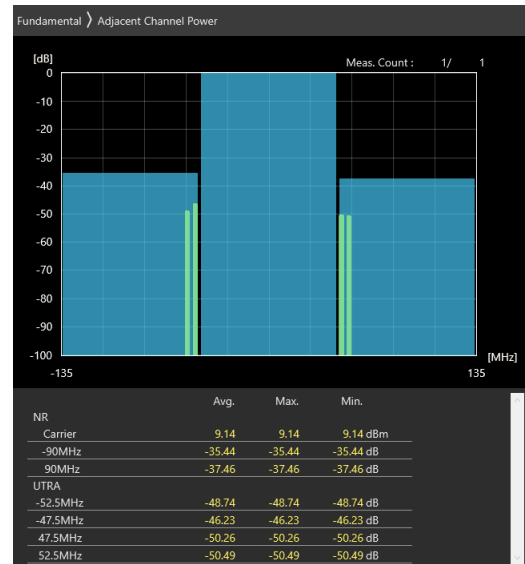 Fundamental 〉 Adjacent Channel Power
[dB] Meas. Count : 1/ 1
0
-10
-20
-30
-40
-50
-60
-70
-80
-90
-100 [MHz]
-135 135
Avg. Max. Min.
NR
Carrier 9.14 9.14 9.14 dBm
-90MHz -35.44 -35.44 -35.44 dB
90MHz -37.46 -37.46 -37.46 dB
UTRA
-52.5MHz -48.74 -48.74 -48.74 dB
-47.5MHz -46.23 -46.23 -46.23 dB
47.5MHz -50.26 -50.26 -50.26 dB
52.5MHz -50.49 -50.49 -50.49 dB